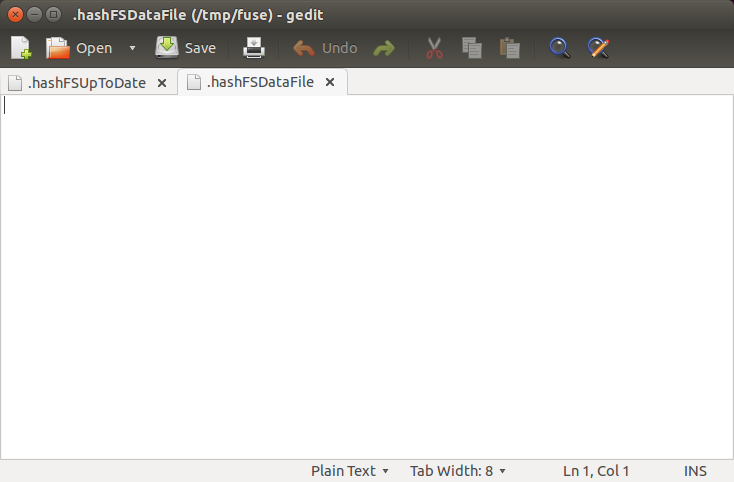 .hashFSDataFile (/tmp/fuse) - gedit
Open Save Undo
.hashFSUpToDate .hashFSDataFile
Plain Text Tab Width: 8 Ln 1, Col 1 INS